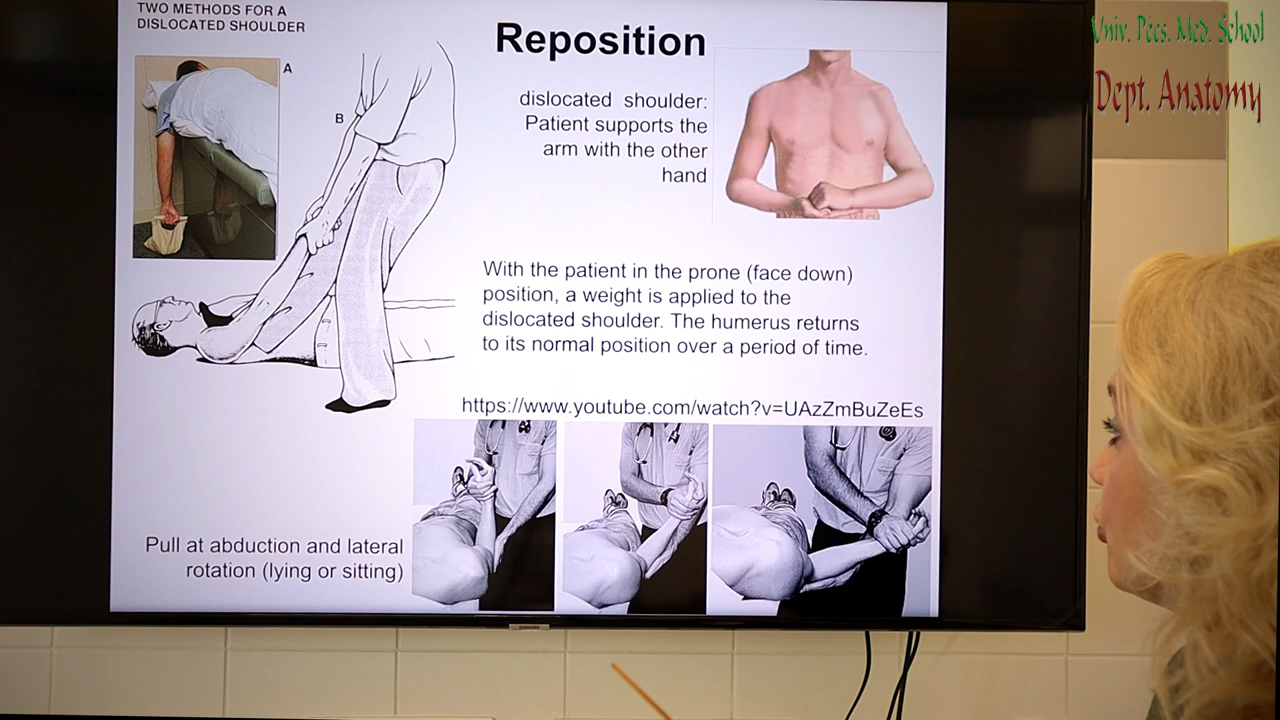 TWO METHODS FOR A
DISLOCATED SHOULDER
A
B
Reposition
dislocated shoulder:
Patient supports the
arm with the other
hand
With the patient in the prone (face down)
position, a weight is applied to the
dislocated shoulder. The humerus returns
to its normal position over a period of time.
https://www.youtube.com/watch?v=UAzZmBuZeEs
Pull at abduction and lateral
rotation (lying or sitting)
SAMSUNG
Univ. Pécs. Med. School
Dept. Anatomy